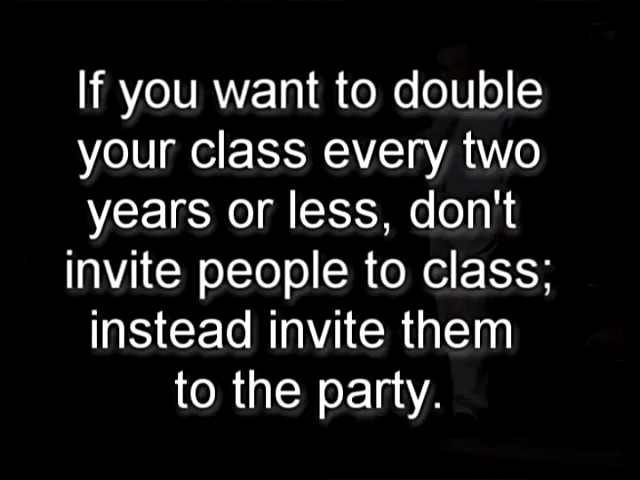 If you want to double
your class every two
years or less, don't
invite people to class;
instead invite them
to the party.